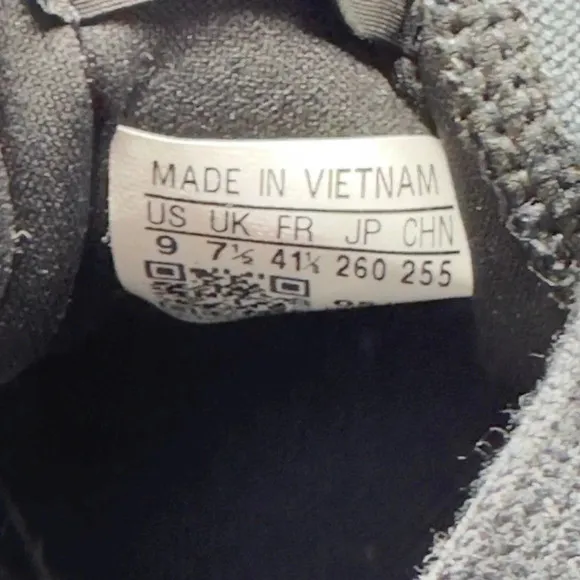 MADE IN VIETNAM
US UK FR JP CHN
9 7½ 41⅓ 260 255